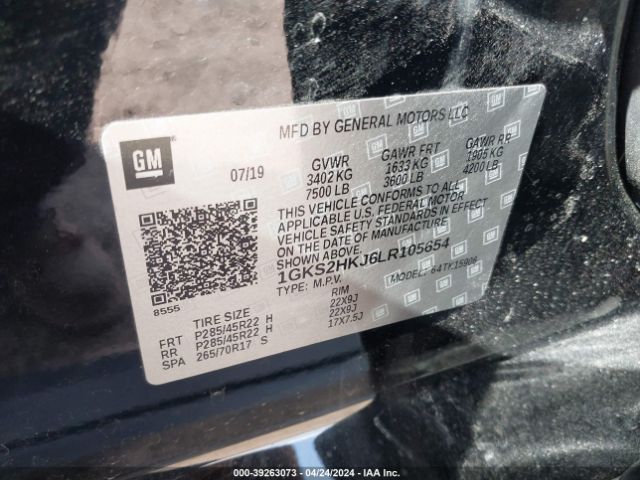 MFD BY GENERAL MOTORS LLC
GM
07/19
GVWR GAWR FRT GAWR RR
3402 KG 1633 KG 1905 KG
7500 LB 3600 LB 4200 LB
THIS VEHICLE CONFORMS TO ALL
APPLICABLE U.S. FEDERAL MOTOR
VEHICLE SAFETY STANDARDS IN EFFECT
ON THE DATE OF MANUFACTURE
SHOWN ABOVE.
1GKS2HKJ6LR105654
TYPE: M.P.V. MODEL: 64TK15906
8555
TIRE SIZE RIM
FRT P285/45R22 H 22X9J
RR P285/45R22 H 22X9J
SPA 265/70R17 S 17X7.5J
000-39263073 - 04/24/2024 - IAA Inc.